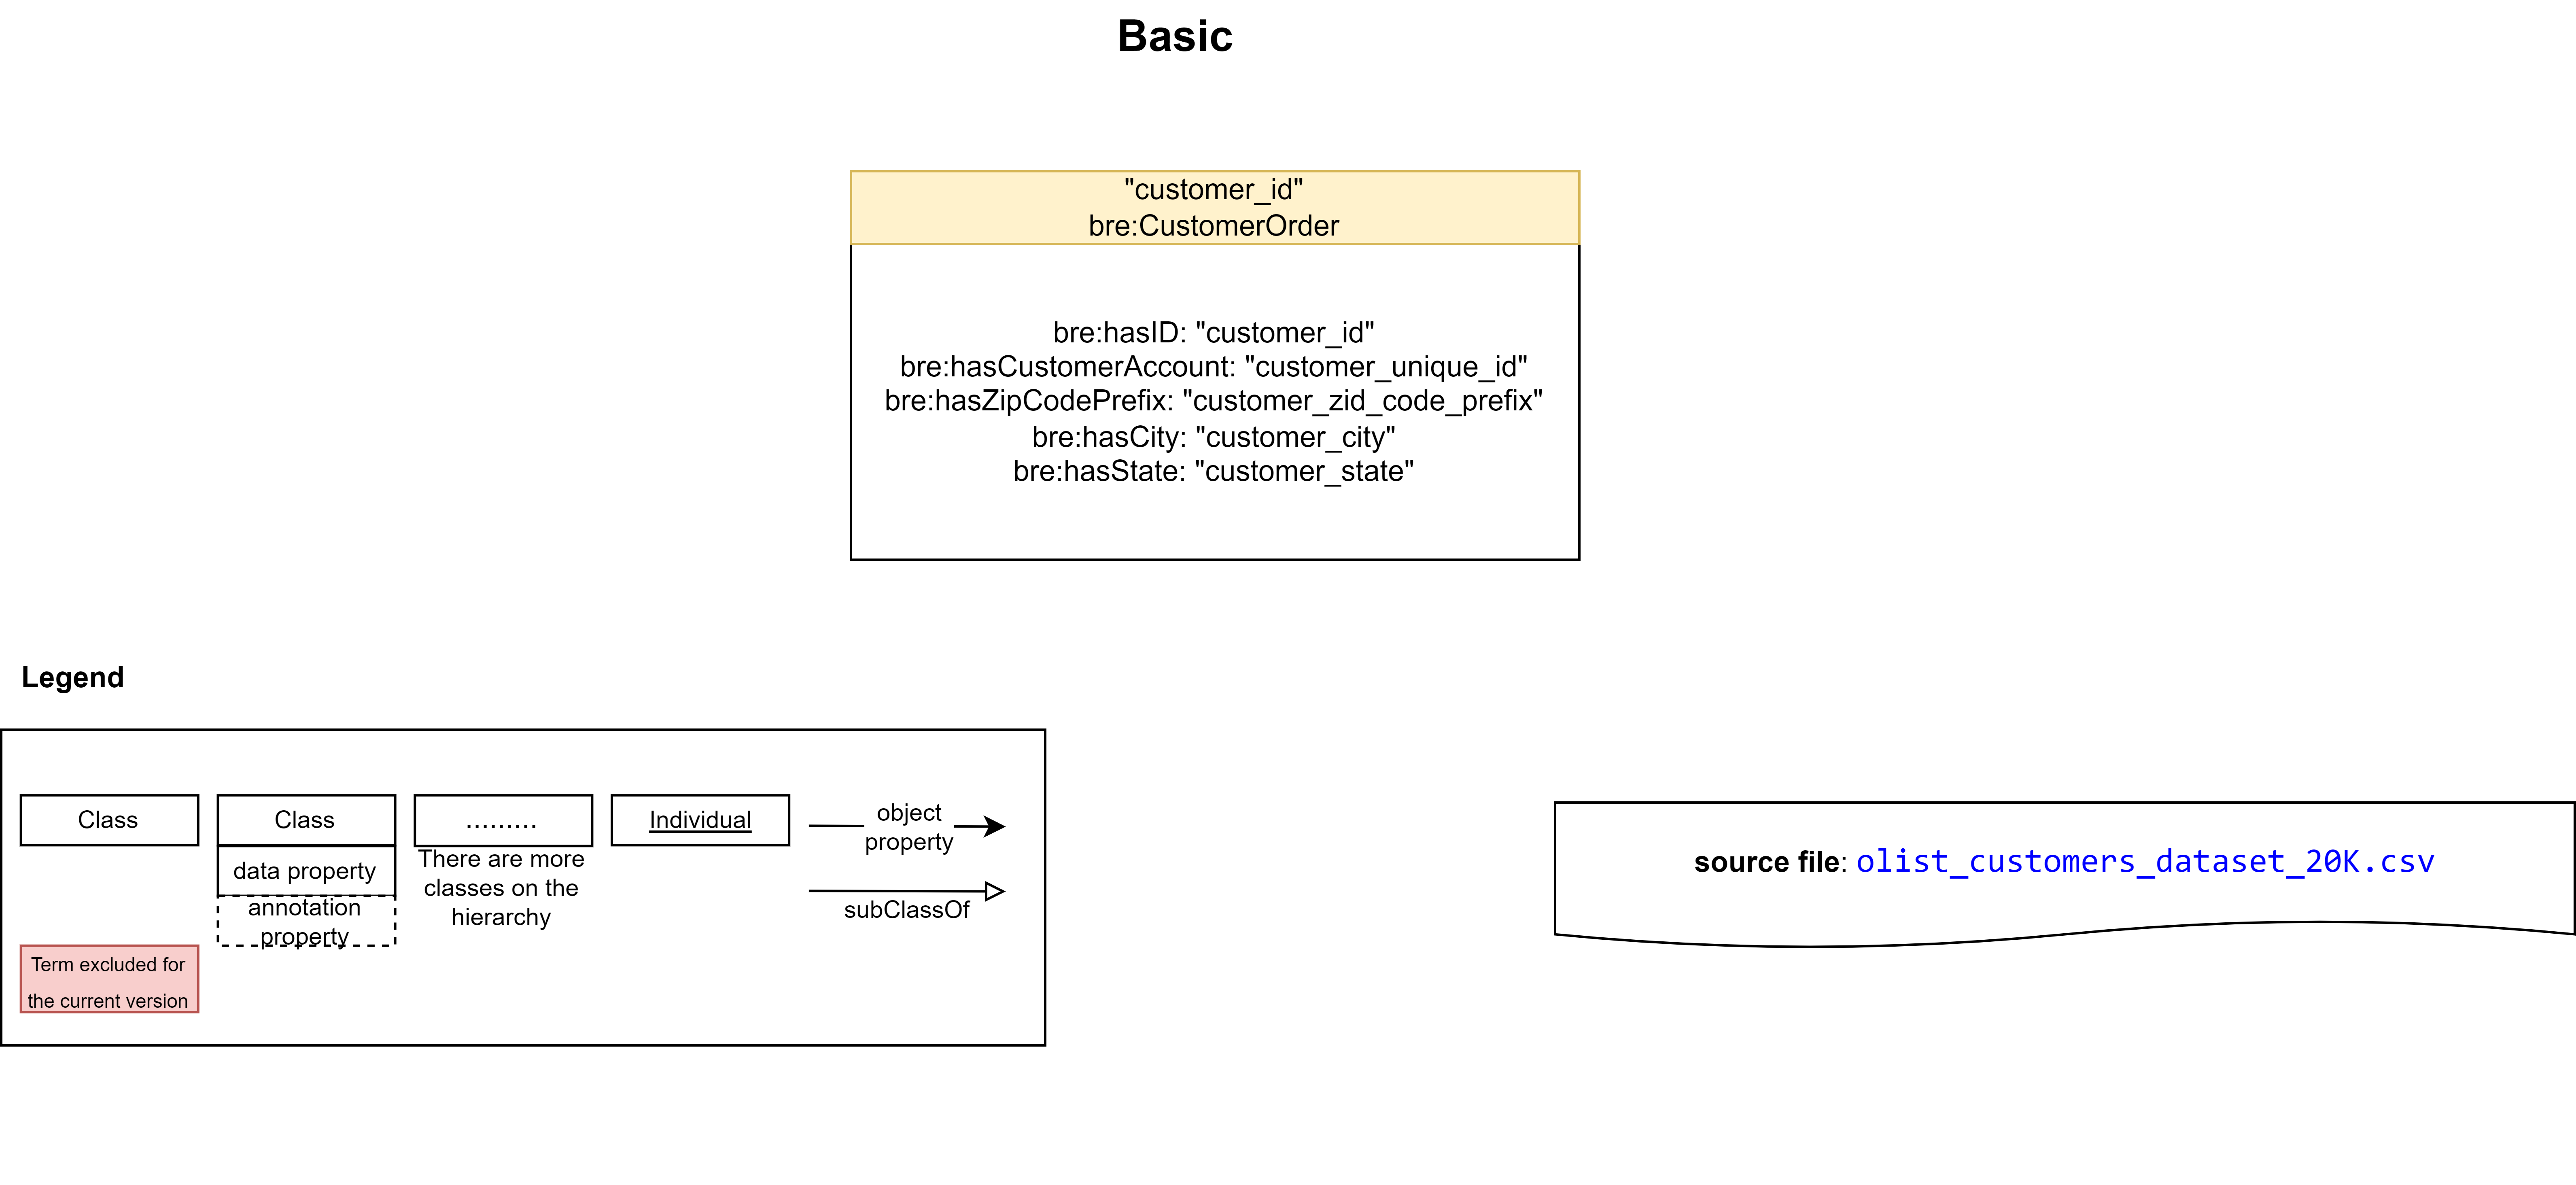 Basic
"customer_id"
bre:CustomerOrder
bre:hasID: "customer_id"
bre:hasCustomerAccount: "customer_unique_id"
bre:hasZipCodePrefix: "customer_zid_code_prefix"
bre:hasCity: "customer_city"
bre:hasState: "customer_state"
Legend
Class
Class
data property
annotation
property
.........
There are more
classes on the
hierarchy
Individual
object
property
subClassOf
Term excluded for
the current version
source file: olist_customers_dataset_20K.csv